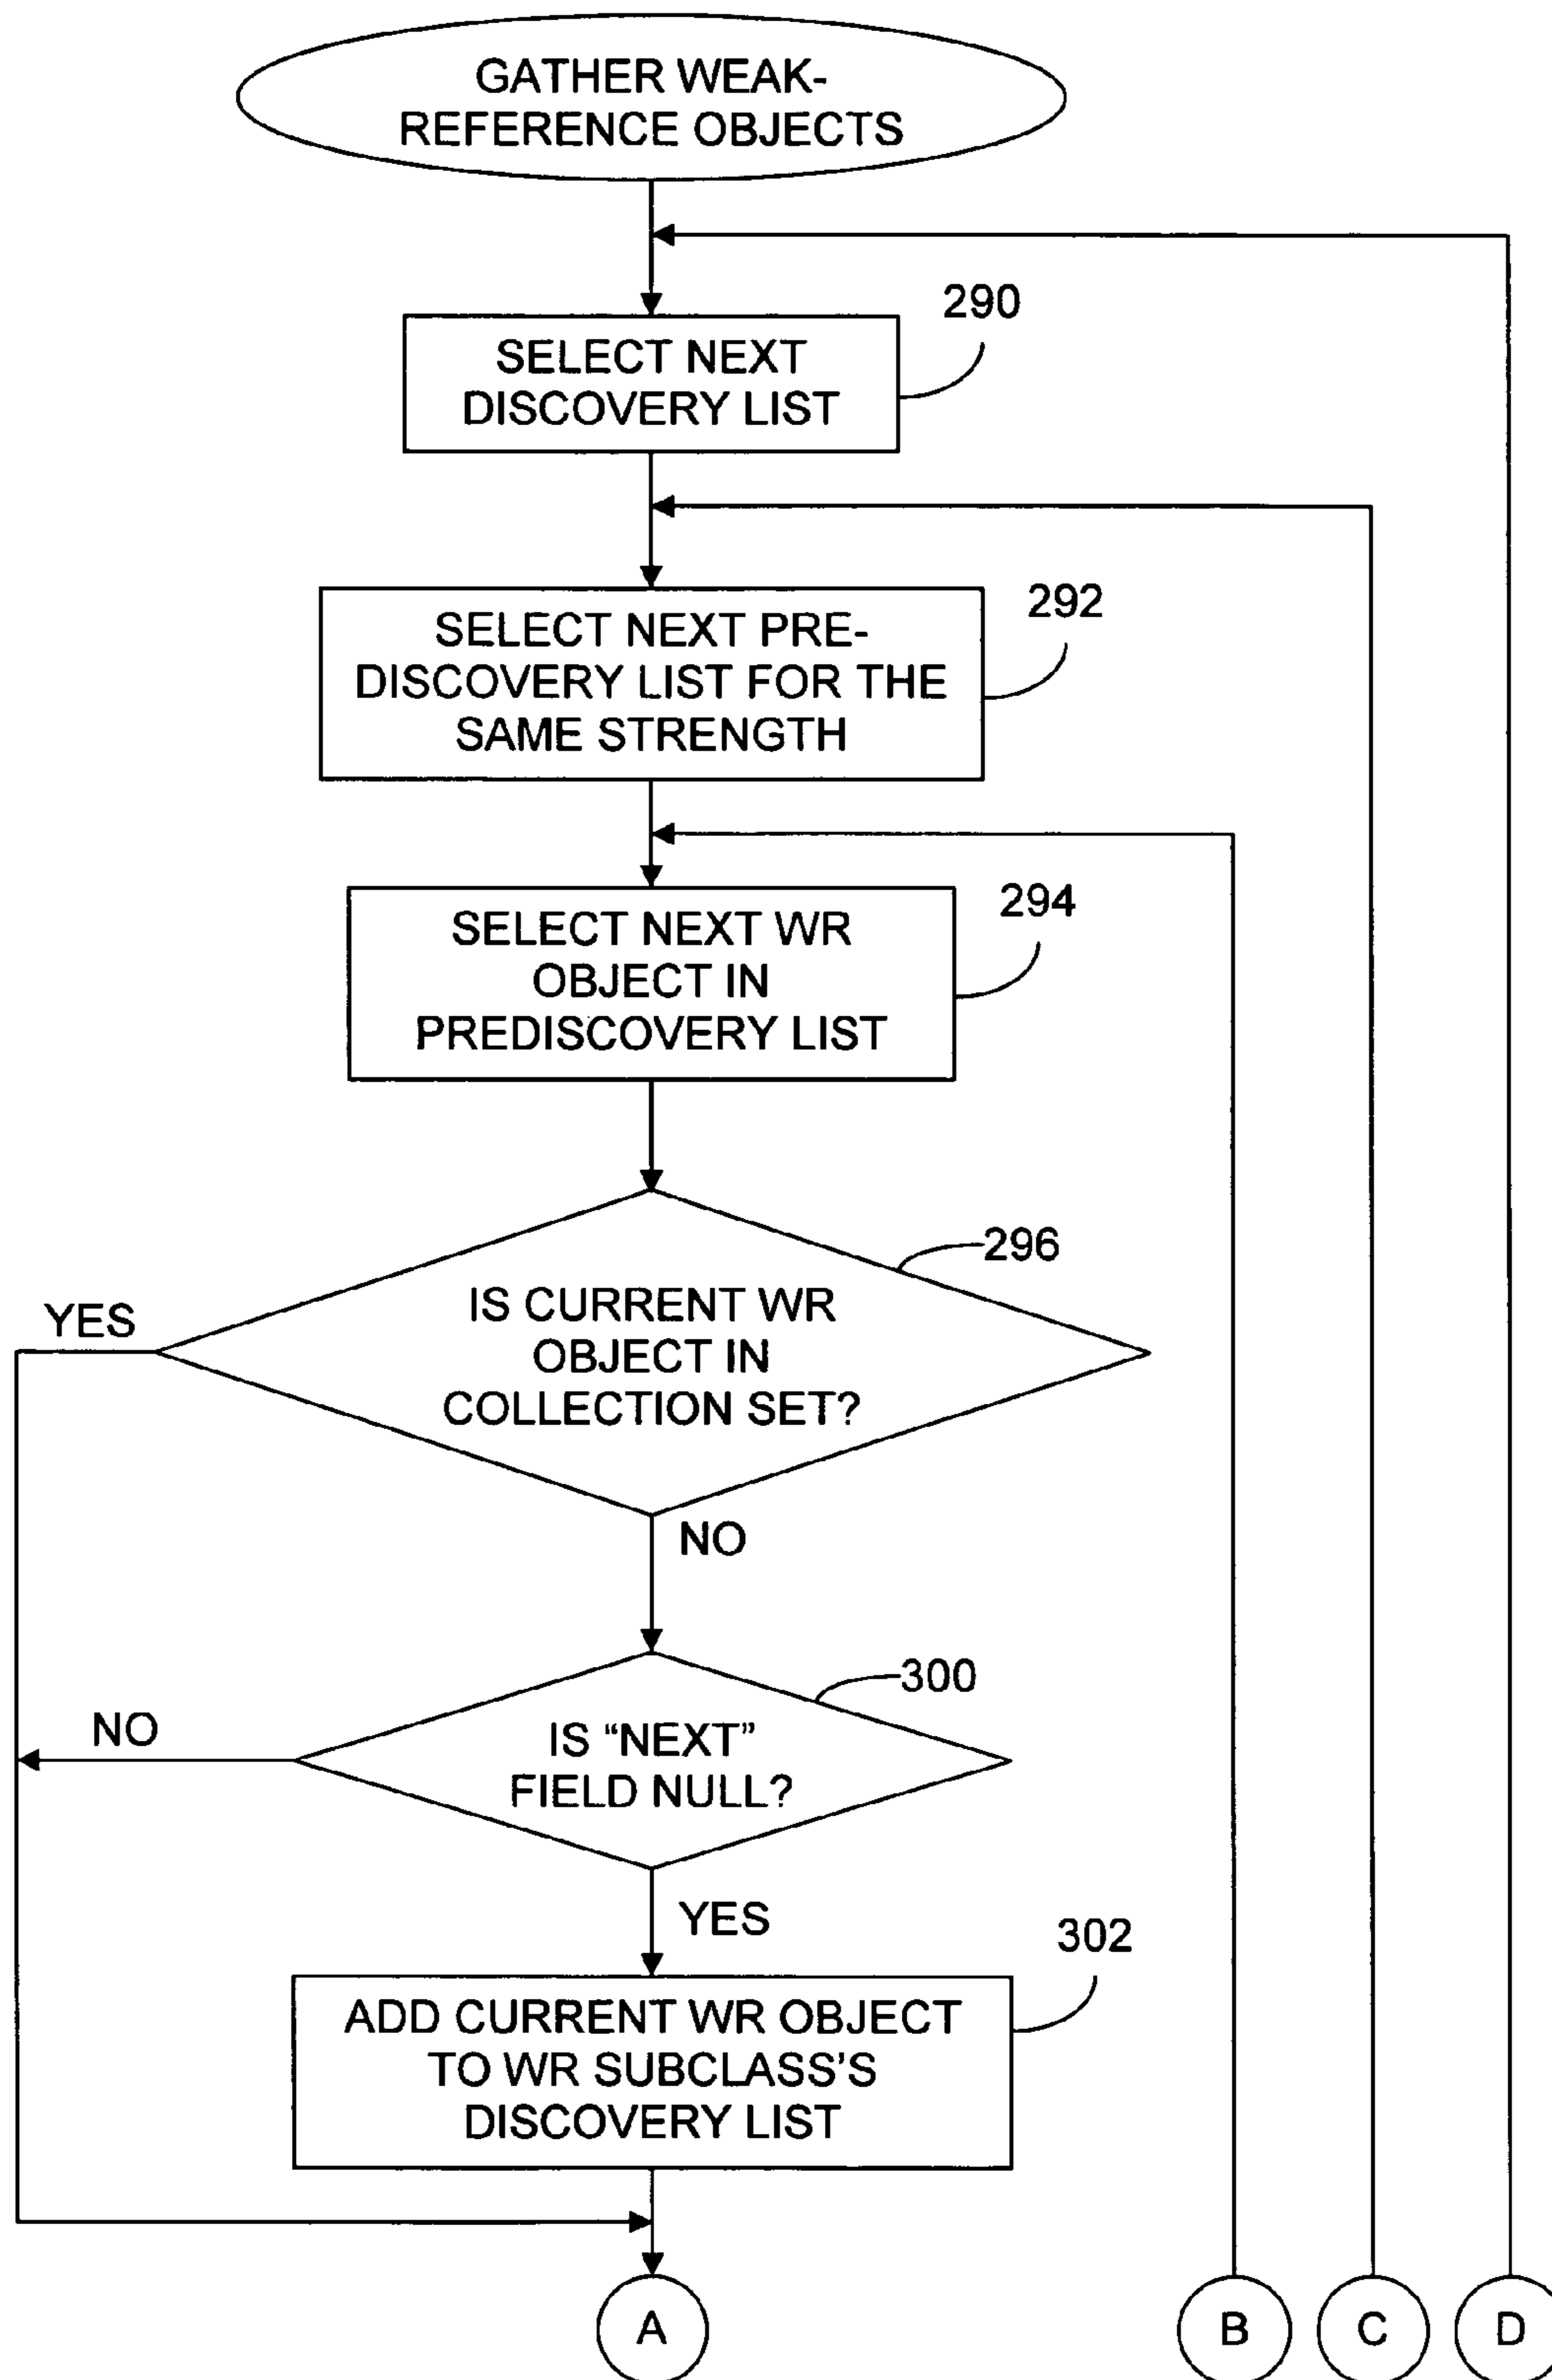 GATHER WEAK-
REFERENCE OBJECTS
290
SELECT NEXT
DISCOVERY LIST
292
SELECT NEXT PRE-
DISCOVERY LIST FOR THE
SAME STRENGTH
294
SELECT NEXT WR
OBJECT IN
PREDISCOVERY LIST
296
YES
IS CURRENT WR
OBJECT IN
COLLECTION SET?
NO
300
NO
IS “NEXT”
FIELD NULL?
YES
302
ADD CURRENT WR OBJECT
TO WR SUBCLASS’S
DISCOVERY LIST
A
B
C
D